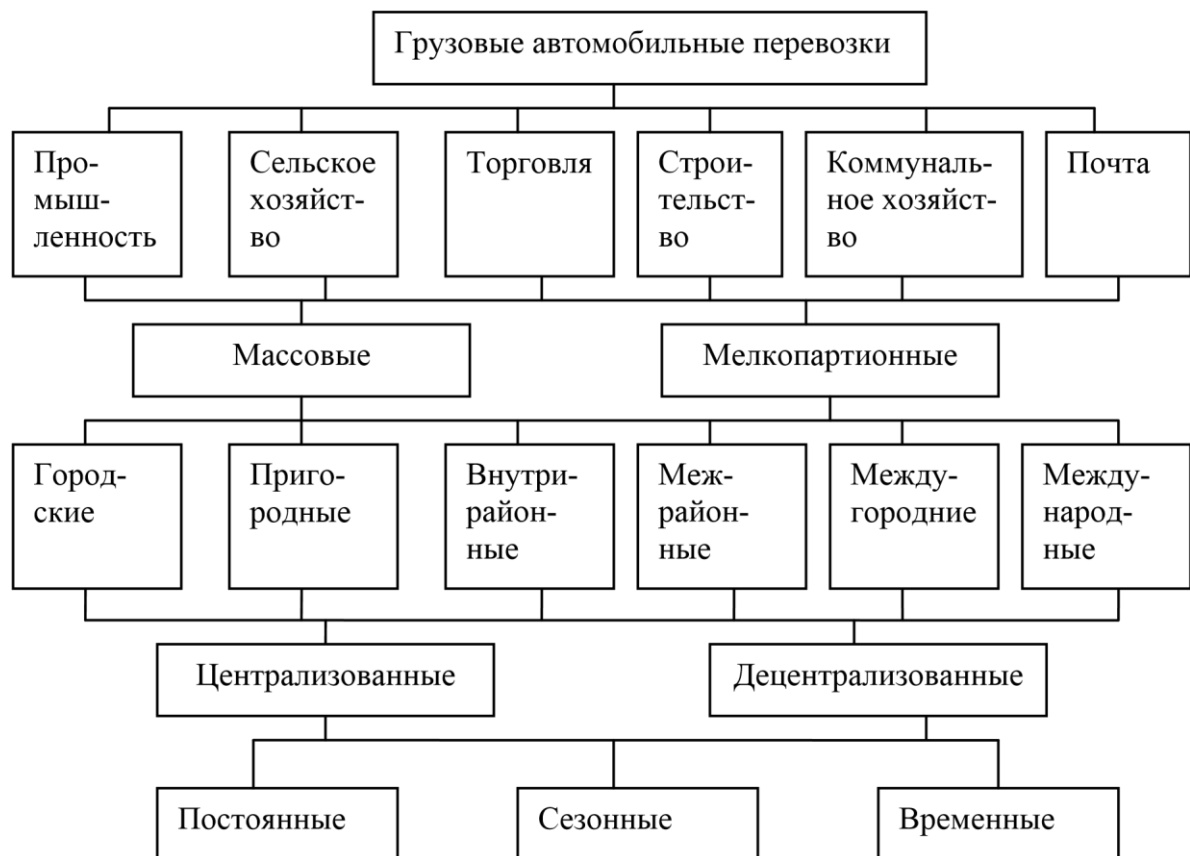 Грузовые автомобильные перевозки
Про-
мыш-
ленность
Сельское
хозяйст-
во
Торговля
Строи-
тельст-
во
Коммуналь-
ное хозяйст-
во
Почта
Массовые
Мелкопартионные
Город-
ские
Приго-
родные
Внутри-
район-
ные
Меж-
район-
ные
Между-
городние
Между-
народ-
ные
Централизованные
Децентрализованные
Постоянные
Сезонные
Временные